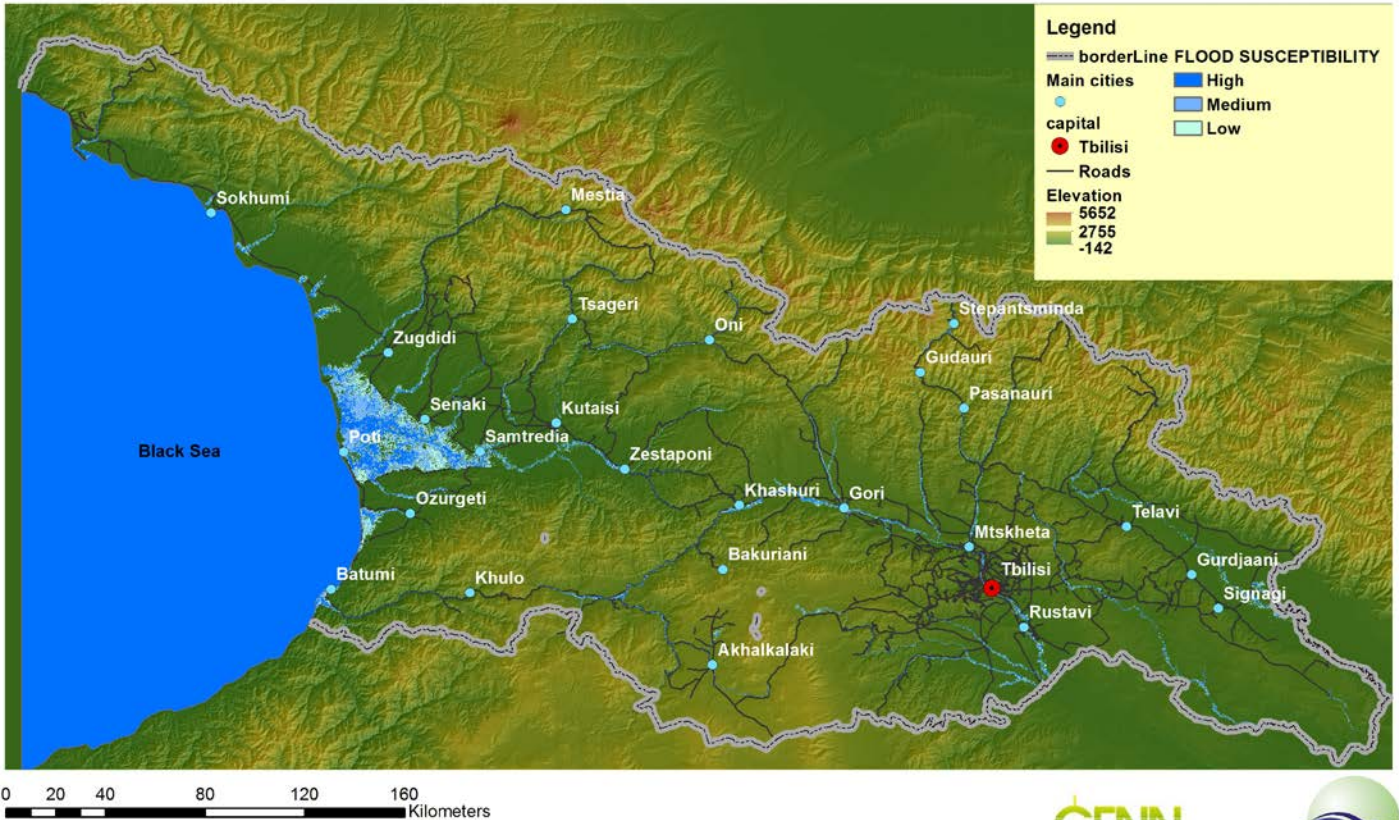 Legend
borderLine FLOOD SUSCEPTIBILITY
Main cities
High
Medium
capital
Low
Tbilisi
Roads
Elevation
5652
2755
-142
Sokhumi
Mestia
Tsageri
Stepantsminda
Zugdidi
Oni
Gudauri
Pasanauri
Senaki
Kutaisi
Black Sea
Poti
Samtredia
Zestaponi
Khashuri
Gori
Ozurgeti
Telavi
Mtskheta
Bakuriani
Tbilisi
Gurdjaani
Batumi
Khulo
Signagi
Rustavi
Akhalkalaki
0 20 40 80 120 160
Kilometers